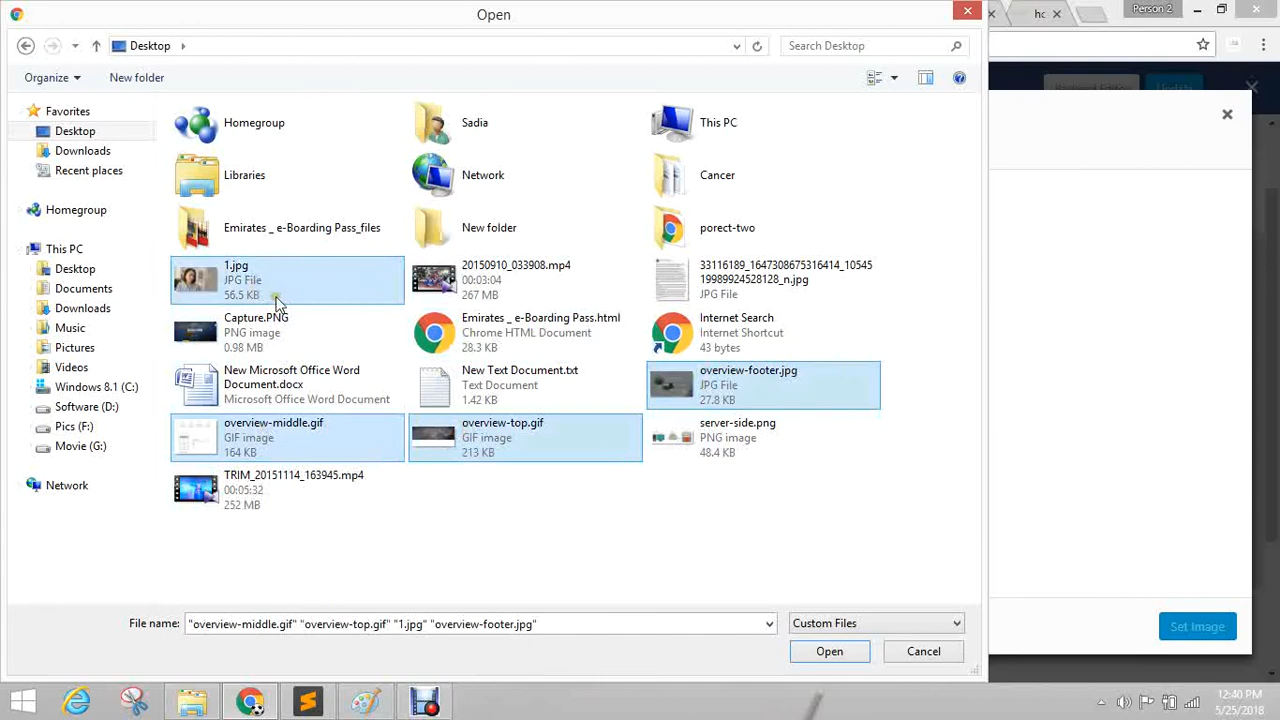 Open
hc
Person 2
Desktop
Search Desktop
Organize
New folder
Favorites
Desktop
Downloads
Recent places
Homegroup
This PC
Desktop
Documents
Downloads
Music
Pictures
Videos
Windows 8.1 (C:)
Software (D:)
Pics (F:)
Movie (G:)
Network
Homegroup
Sadia
This PC
Libraries
Network
Cancer
Emirates _ e-Boarding Pass_files
New folder
porect-two
1.jpg
JPG File
56.5 KB
20150910_033908.mp4
00:03:04
267 MB
33116189_1647308675316414_10545
19989924528128_n.jpg
JPG File
Capture.PNG
PNG image
0.98 MB
Emirates _ e-Boarding Pass.html
Chrome HTML Document
28.3 KB
Internet Search
Internet Shortcut
43 bytes
New Microsoft Office Word
Document.docx
Microsoft Office Word Document
New Text Document.txt
Text Document
1.42 KB
overview-footer.jpg
JPG File
27.8 KB
overview-middle.gif
GIF image
164 KB
overview-top.gif
GIF image
213 KB
server-side.png
PNG image
48.4 KB
TRIM_20151114_163945.mp4
00:05:32
252 MB
File name:
"overview-middle.gif" "overview-top.gif" "1.jpg" "overview-footer.jpg"
Custom Files
Open
Cancel
Set Image
12:40 PM
5/25/2018